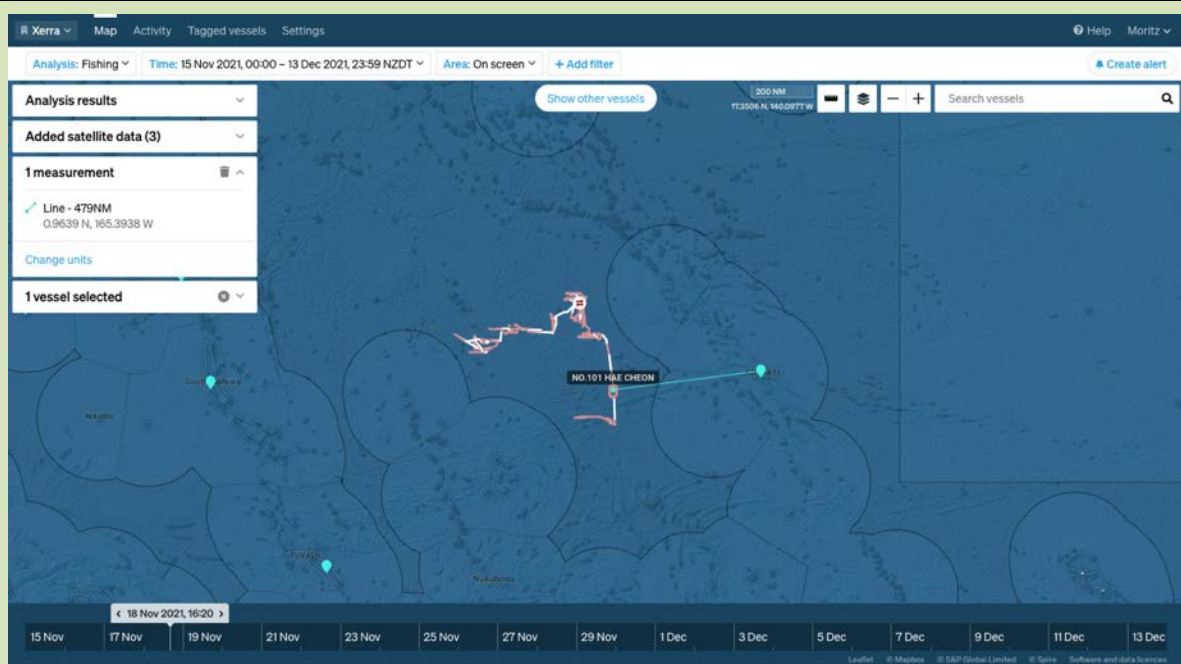 Xerra
Map
Activity
Tagged vessels
Settings
Help
Moritz
Analysis: Fishing
Time: 15 Nov 2021, 00:00 – 13 Dec 2021, 23:59 NZDT
Area: On screen
+ Add filter
Create alert
Analysis results
Show other vessels
200 NM
17.3506 N, 140.0977 W
Search vessels
Added satellite data (3)
1 measurement
Line - 479NM
0.9639 N, 165.3938 W
Change units
1 vessel selected
NO.101 HAE CHEON
NAURU
< 18 Nov 2021, 16:20 >
15 Nov
17 Nov
19 Nov
21 Nov
23 Nov
25 Nov
27 Nov
29 Nov
1 Dec
3 Dec
5 Dec
7 Dec
9 Dec
11 Dec
13 Dec
Leaflet © Mapbox © S&P Global Limited © Spire Software and data licences